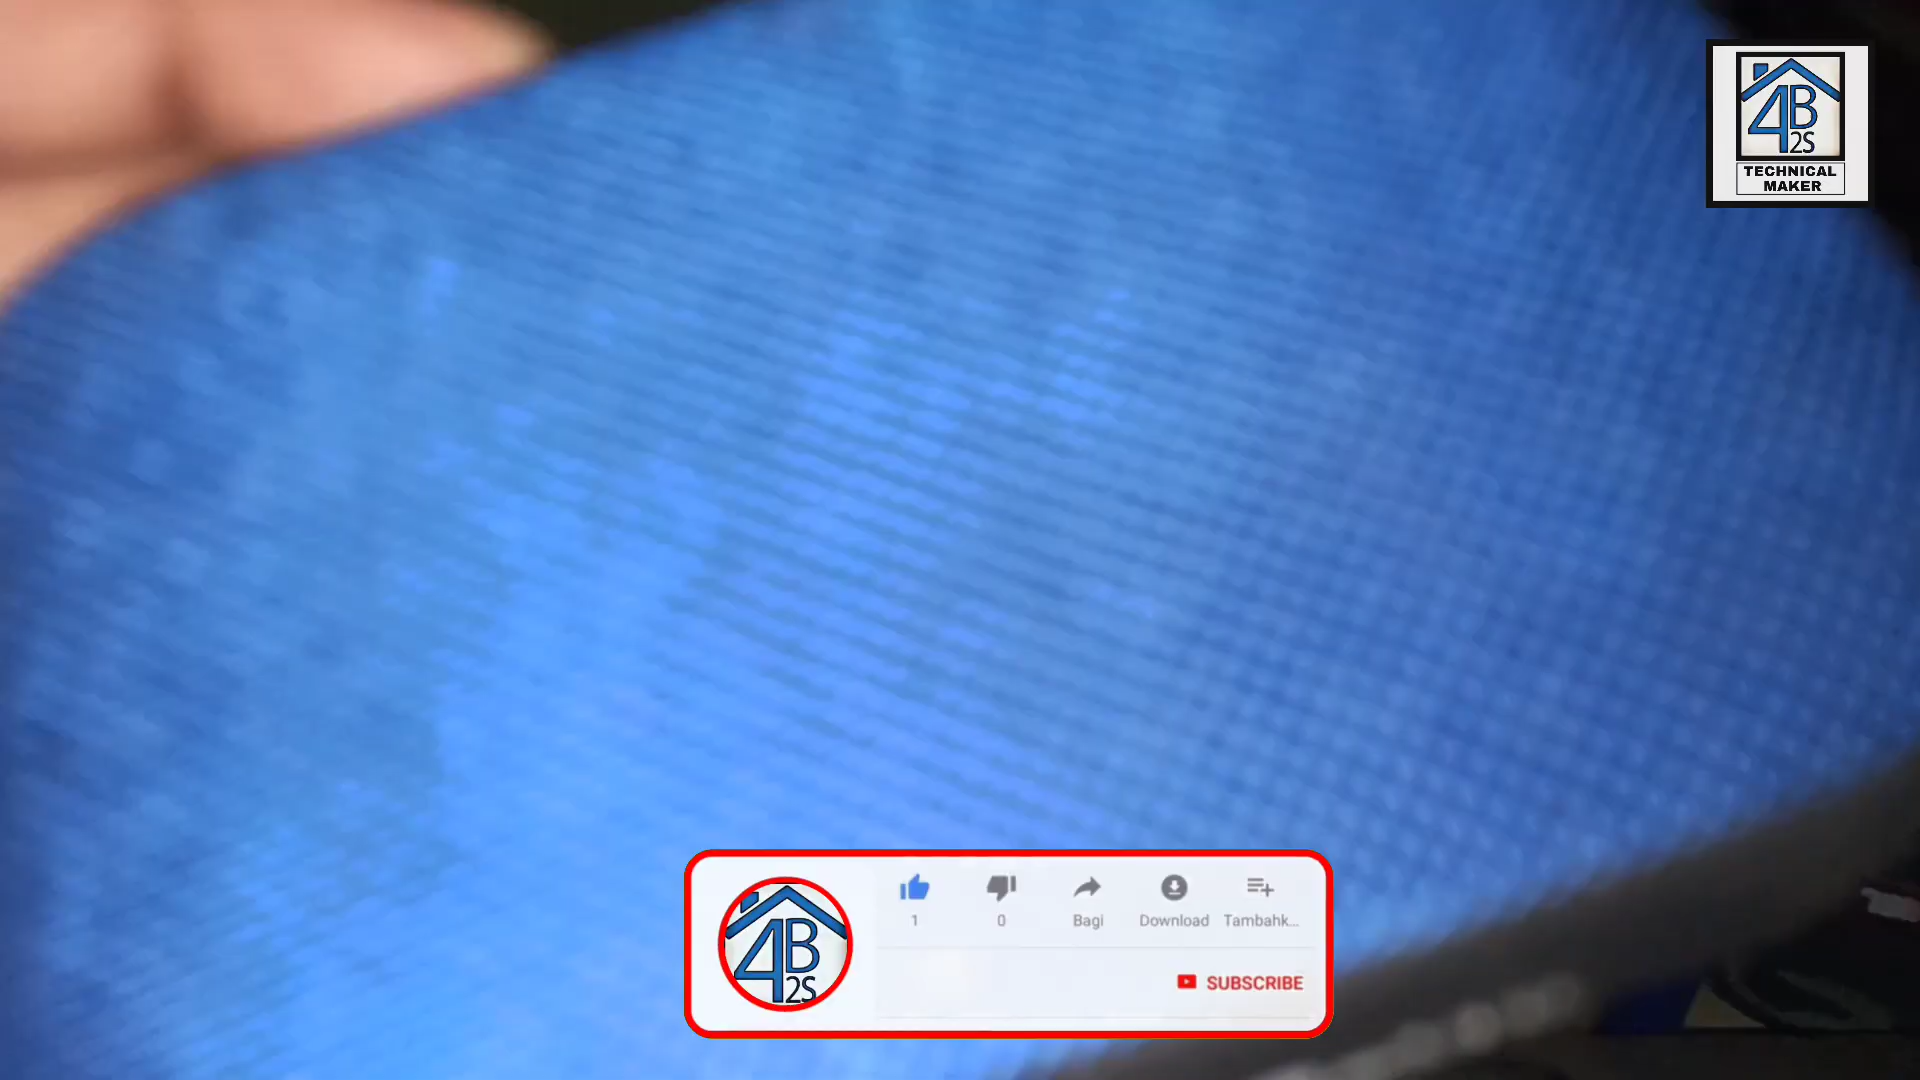 4B
2S
TECHNICAL
MAKER
4B
2S
1
0
Bagi
Download
Tambahk...
SUBSCRIBE